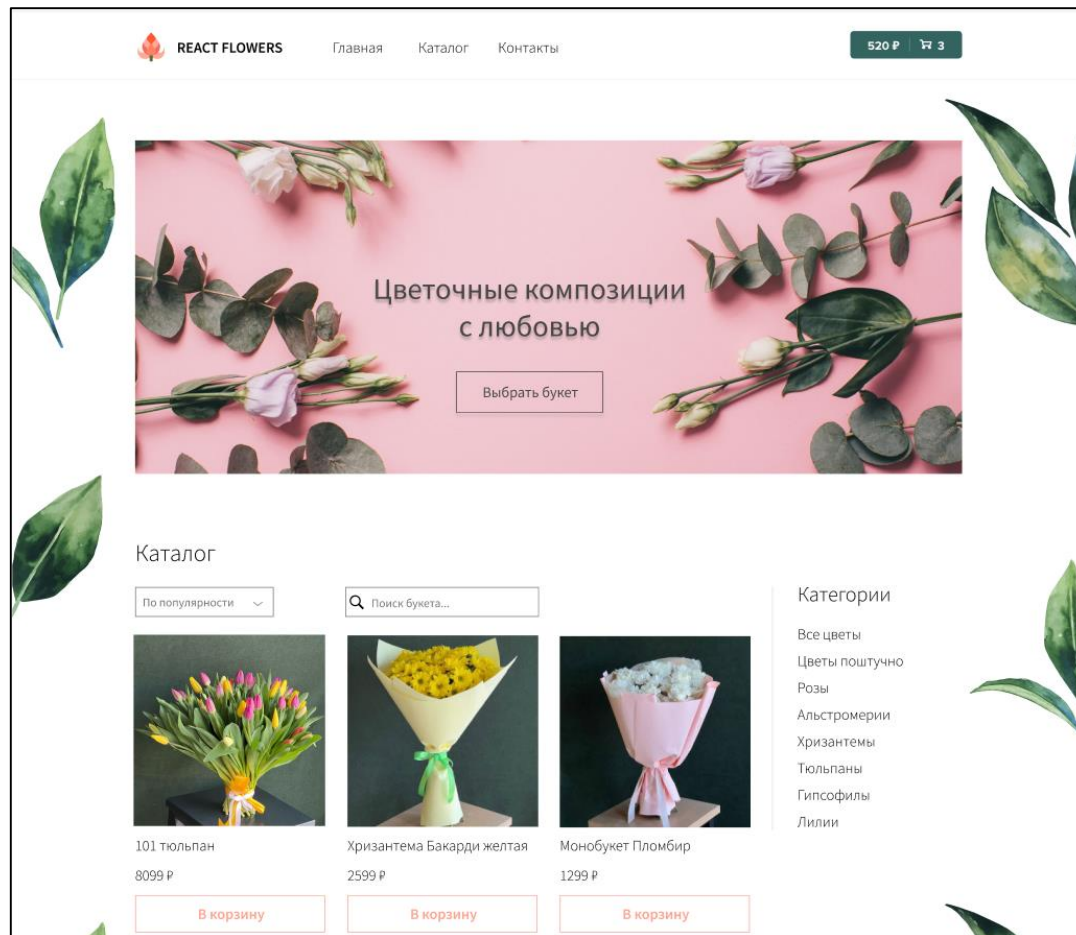 REACT FLOWERS
Главная Каталог Контакты
520 ₽ 3
Цветочные композиции
с любовью
Выбрать букет
Каталог
По популярности
Поиск букета...
Категории
Все цветы
Цветы поштучно
Розы
Альстромерии
Хризантемы
Тюльпаны
Гипсофилы
Лилии
101 тюльпан
8099 ₽
В корзину
Хризантема Бакарди желтая
2599 ₽
В корзину
Монобукет Пломбир
1299 ₽
В корзину